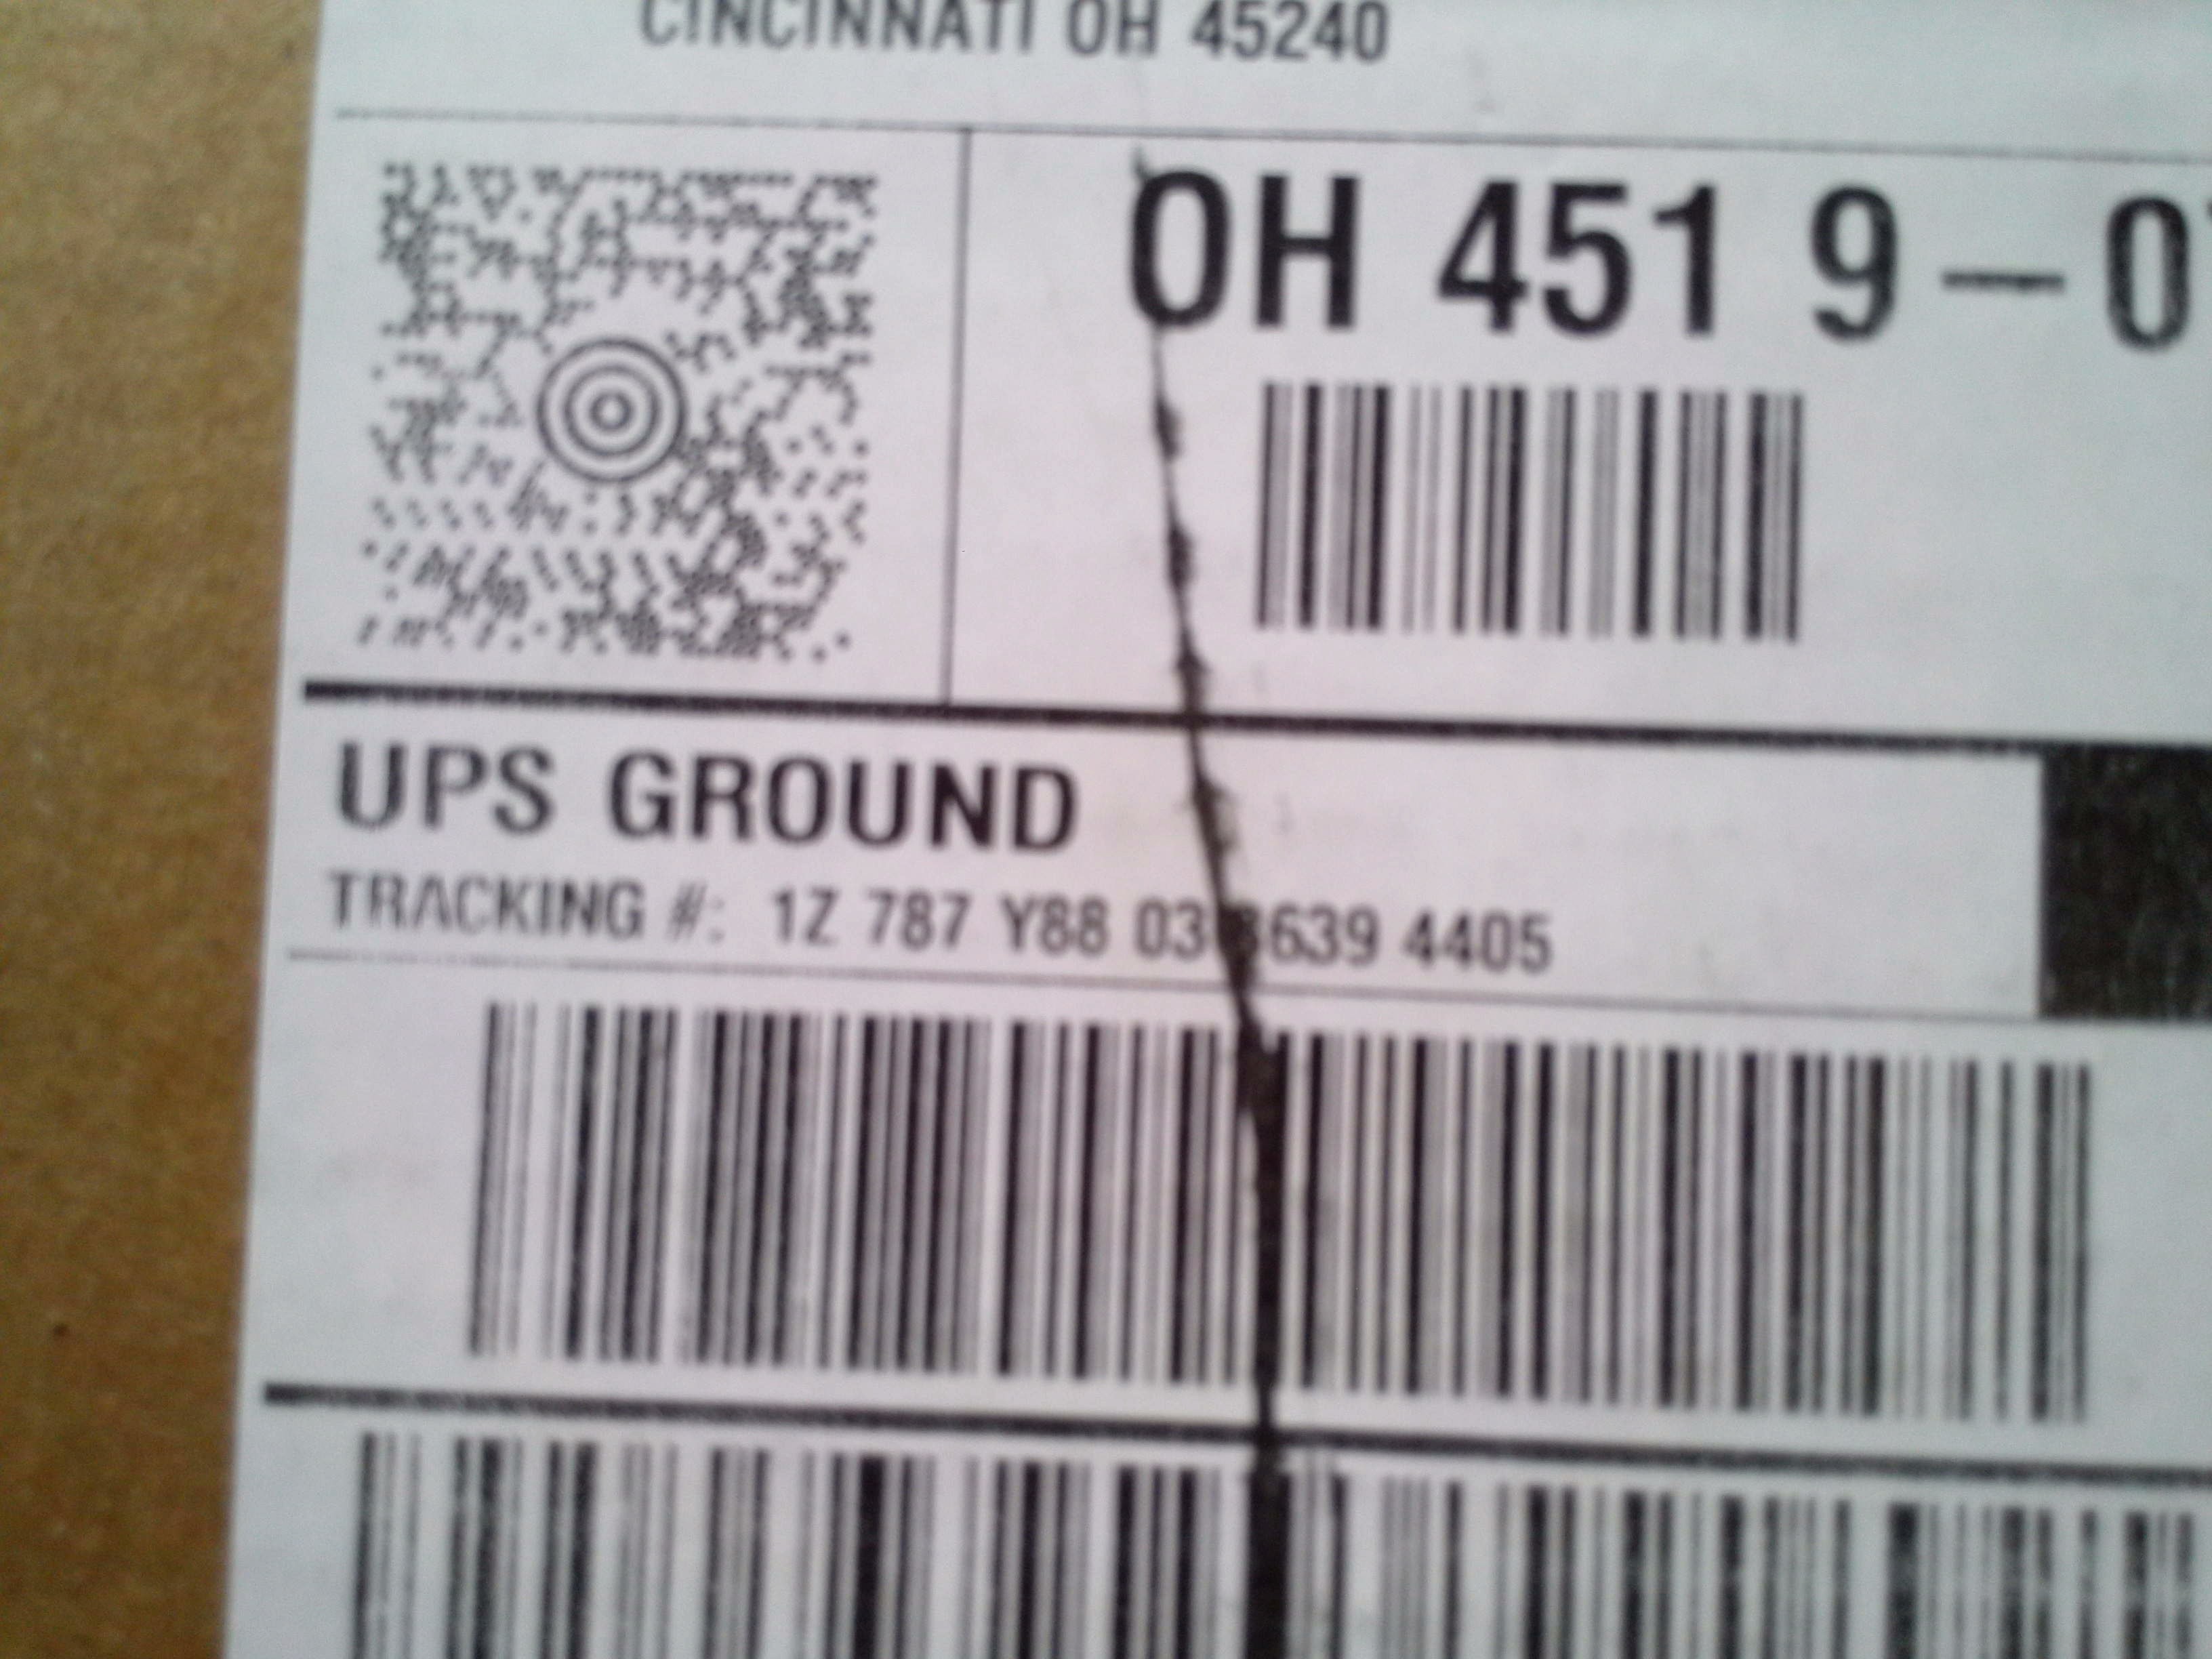 CINCINNATI OH 45240
OH 451 9-0
UPS GROUND
TRACKING #: 1Z 787 Y88 03 639 4405